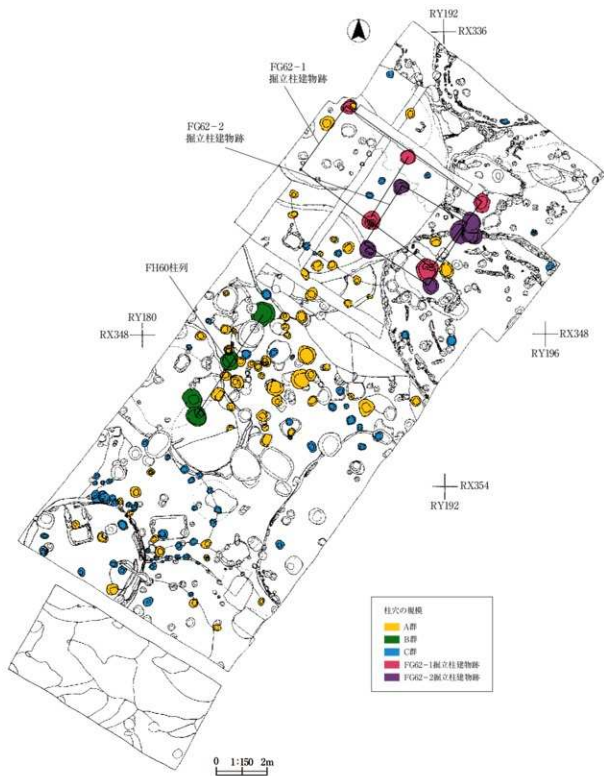 RY192
RX336
FG62-1
掘立柱建物跡
FG62-2
掘立柱建物跡
FH60柱列
RY180
RX348
RX348
RY196
RX354
RY192
柱穴の規模
A群
B群
C群
FG62-1掘立柱建物跡
FG62-2掘立柱建物跡
0 1:150 2m